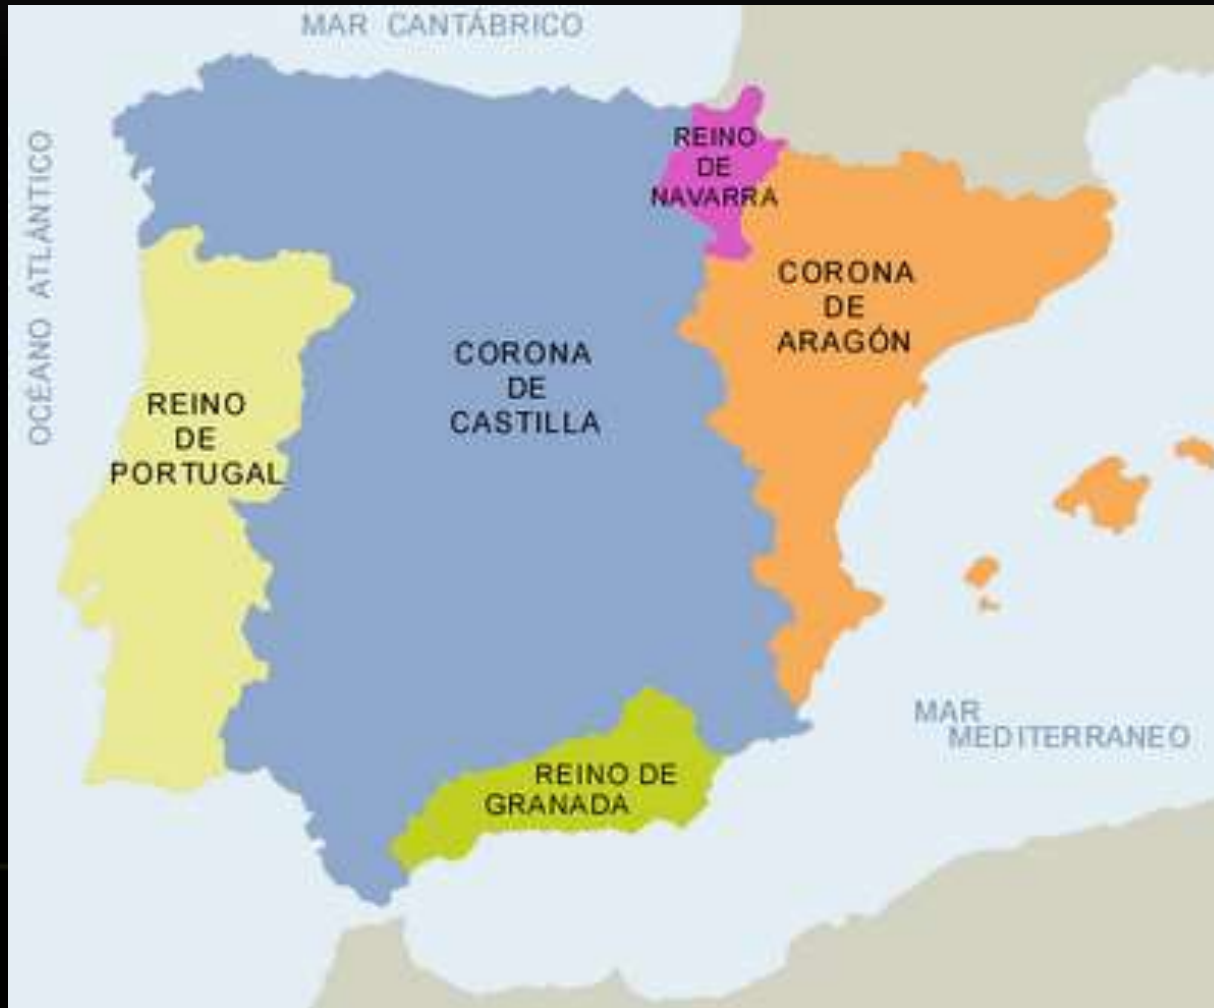 MAR CANTÁBRICO
OCÉANO ATLÁNTICO
REINO
DE
NAVARRA
CORONA
DE
ARAGÓN
CORONA
DE
CASTILLA
REINO
DE
PORTUGAL
MAR
MEDITERRANEO
REINO DE
GRANADA